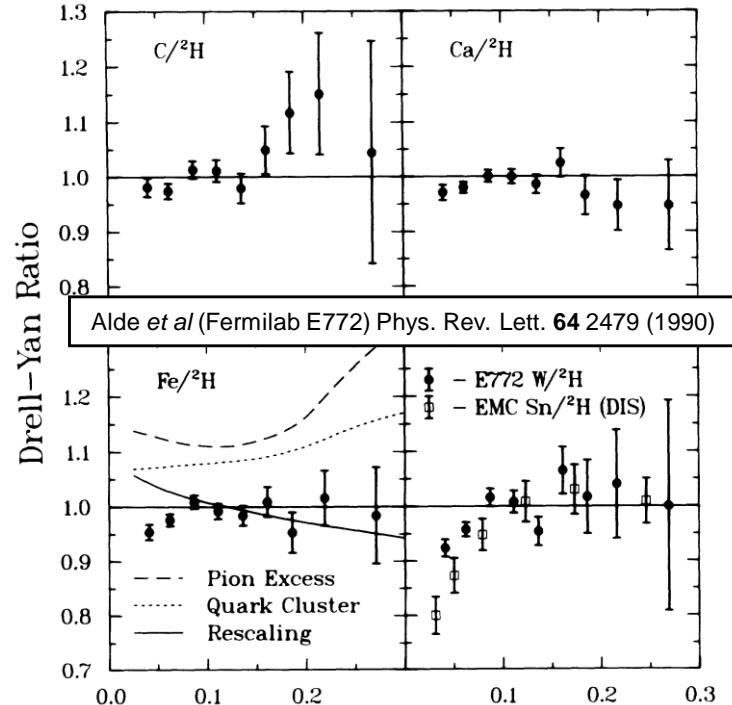 1.3
1.2
1.1
1.0
0.9
0.8
C/²H
Ca/²H
Drell–Yan Ratio
Alde et al (Fermilab E772) Phys. Rev. Lett. 64 2479 (1990)
1.2
1.1
1.0
0.9
0.8
0.7
Fe/²H
Pion Excess
Quark Cluster
Rescaling
– E772 W/²H
– EMC Sn/²H (DIS)
0.0 0.1 0.2 0.1 0.2 0.3